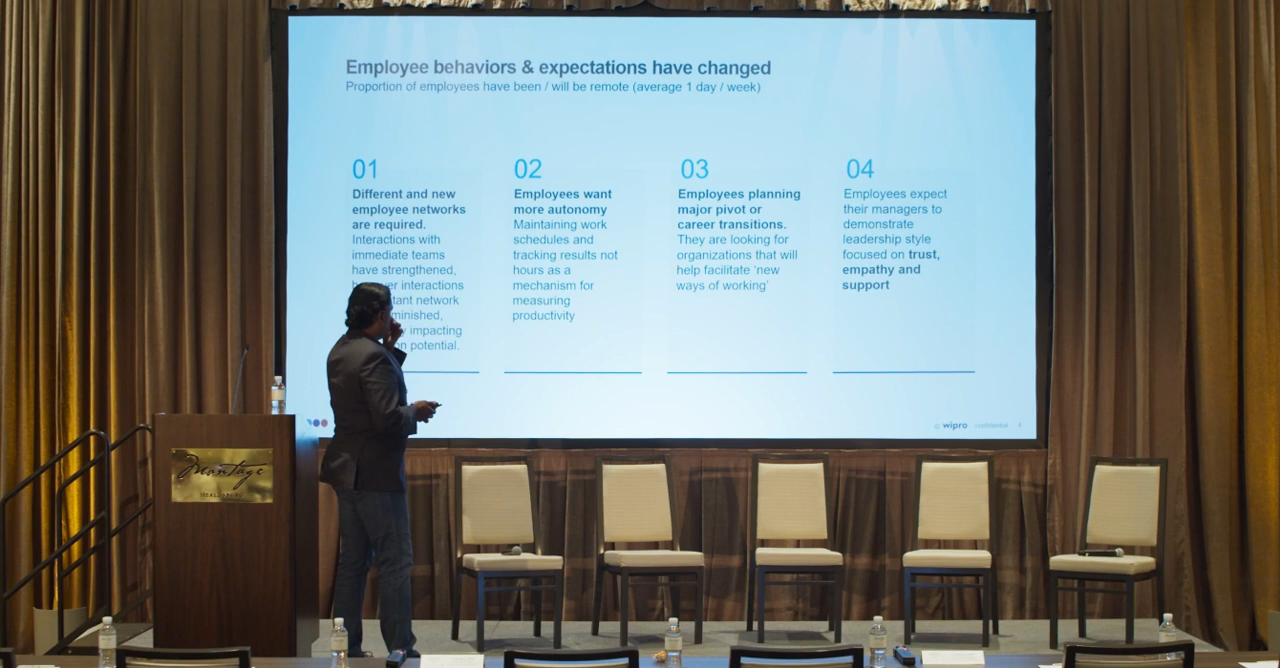 Employee behaviors & expectations have changed
Proportion of employees have been / will be remote (average 1 day / week)
01
Different and new
employee networks
are required.
Interactions with
immediate teams
have strengthened,
interactions
network
impacting
potential.
02
Employees want
more autonomy
Maintaining work
schedules and
tracking results not
hours as a
mechanism for
measuring
productivity
03
Employees planning
major pivot or
career transitions.
They are looking for
organizations that will
help facilitate ‘new
ways of working’
04
Employees expect
their managers to
demonstrate
leadership style
focused on trust,
empathy and
support
wipro confidential
Montage
HEALDSBURG